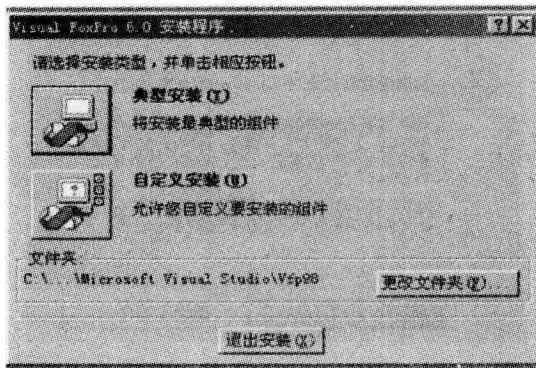 Visual FoxPro 6.0 安装程序
请选择安装类型，并单击相应按钮。
典型安装(T)
将安装最典型的组件
自定义安装(U)
允许您自定义要安装的组件
文件夹
C:\...\Microsoft Visual Studio\Vfp98
更改文件夹(F)...
退出安装(X)